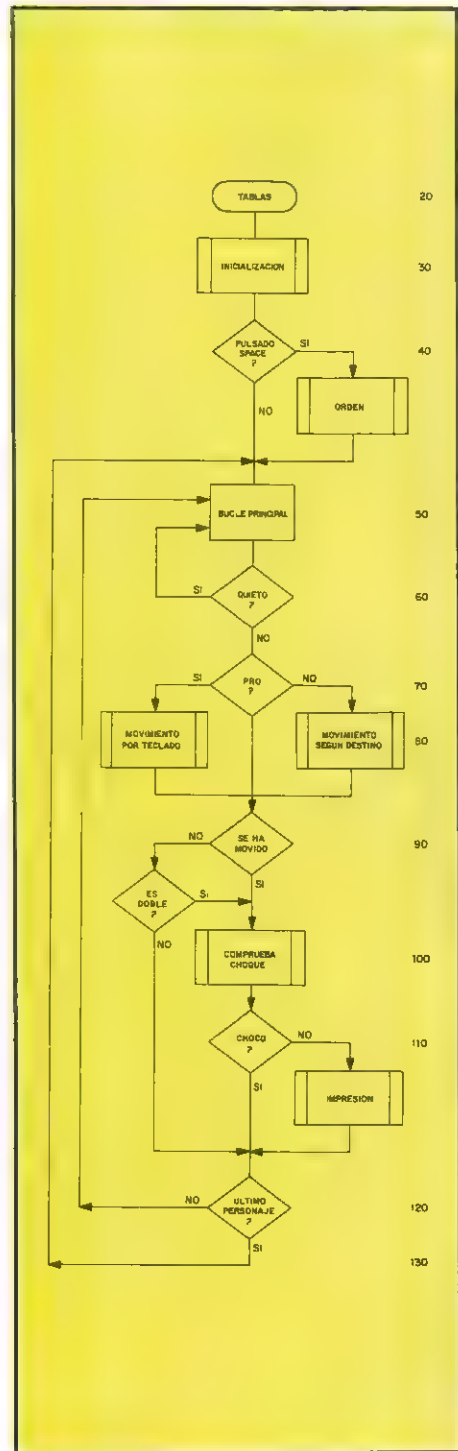 TABLAS
20
INICIALIZACION
30
PULSADO
SPACE
?
SI
40
ORDEN
NO
BUCLE PRINCIPAL
50
SI
QUIETO
?
60
NO
SI
PRO
?
NO
70
MOVIMIENTO
POR TECLADO
MOVIMIENTO
SEGUN DESTINO
80
NO
SE HA
MOVIDO
90
SI
ES
DOBLE
?
SI
NO
COMPRUEBA
CHOQUE
100
CHOCO
?
NO
110
IMPRESION
SI
NO
ULTIMO
PERSONAJE
?
120
SI
130